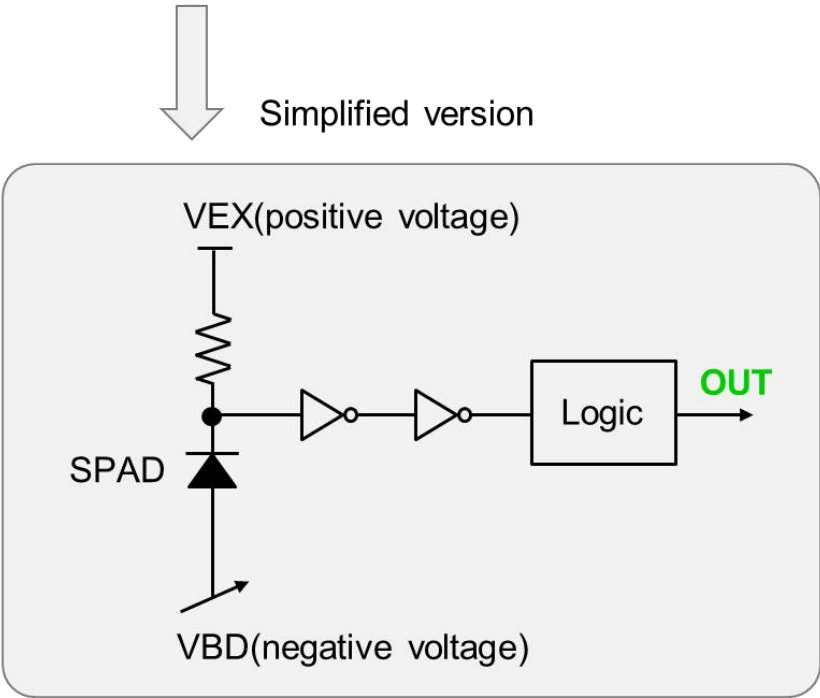 Simplified version
VEX(positive voltage)
OUT
Logic
SPAD
VBD(negative voltage)